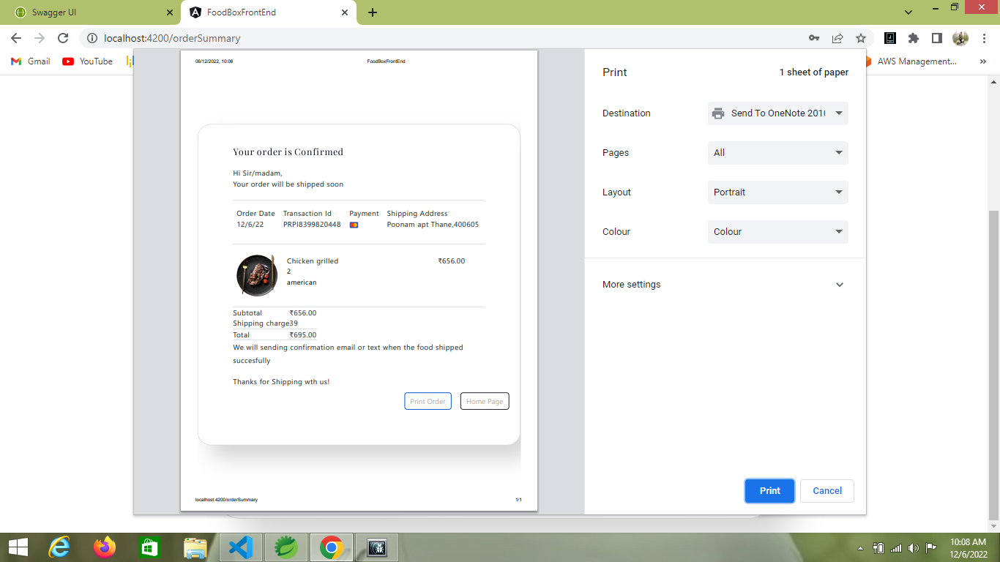 Swagger UI
FoodBoxFrontEnd
localhost:4200/orderSummary
Gmail
YouTube
AWS Management...
»
06/12/2022, 10:08
FoodBoxFrontEnd
Your order is Confirmed
Hi Sir/madam,
Your order will be shipped soon
Order Date Transaction Id Payment Shipping Address
12/6/22 PRPI8399820448 Poonam apt Thane,400605
Chicken grilled ₹656.00
2
american
Subtotal ₹656.00
Shipping charge39
Total ₹695.00
We will sending confirmation email or text when the food shipped
succesfully
Thanks for Shipping wth us!
Print Order Home Page
localhost:4200/orderSummary 1/1
Print 1 sheet of paper
Destination Send To OneNote 2010
Pages All
Layout Portrait
Colour Colour
More settings
Print Cancel
10:08 AM
12/6/2022